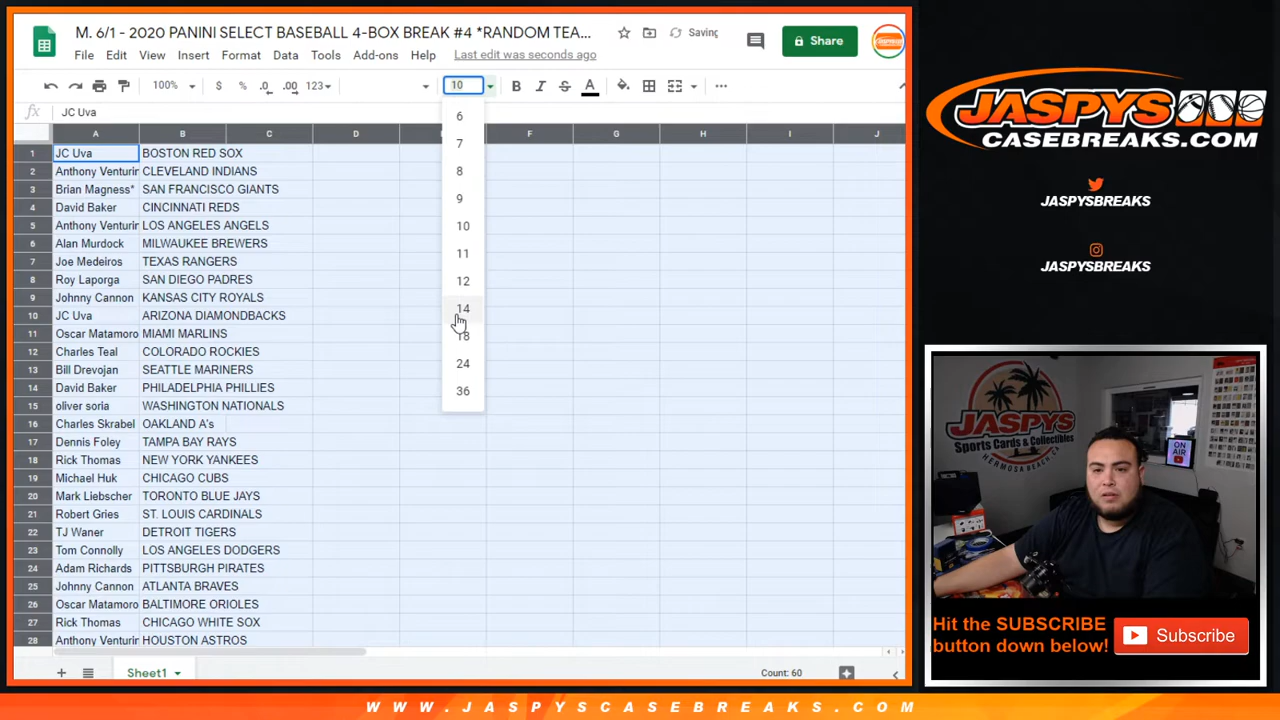 M. 6/1 - 2020 PANINI SELECT BASEBALL 4-BOX BREAK #4 *RANDOM TEA...
Saving
Share
File Edit View Insert Format Data Tools Add-ons Help Last edit was seconds ago
100% $ % .0 .00 123 10 B I S A
fx JC Uva
A B C D F G H I J
1 JC Uva BOSTON RED SOX
2 Anthony Venturin CLEVELAND INDIANS
3 Brian Magness* SAN FRANCISCO GIANTS
4 David Baker CINCINNATI REDS
5 Anthony Venturin LOS ANGELES ANGELS
6 Alan Murdock MILWAUKEE BREWERS
7 Joe Medeiros TEXAS RANGERS
8 Roy Laporga SAN DIEGO PADRES
9 Johnny Cannon KANSAS CITY ROYALS
10 JC Uva ARIZONA DIAMONDBACKS
11 Oscar Matamoro MIAMI MARLINS
12 Charles Teal COLORADO ROCKIES
13 Bill Drevojan SEATTLE MARINERS
14 David Baker PHILADELPHIA PHILLIES
15 oliver soria WASHINGTON NATIONALS
16 Charles Skrabel OAKLAND A's
17 Dennis Foley TAMPA BAY RAYS
18 Rick Thomas NEW YORK YANKEES
19 Michael Huk CHICAGO CUBS
20 Mark Liebscher TORONTO BLUE JAYS
21 Robert Gries ST. LOUIS CARDINALS
22 TJ Waner DETROIT TIGERS
23 Tom Connolly LOS ANGELES DODGERS
24 Adam Richards PITTSBURGH PIRATES
25 Johnny Cannon ATLANTA BRAVES
26 Oscar Matamoro BALTIMORE ORIOLES
27 Rick Thomas CHICAGO WHITE SOX
28 Anthony Venturin HOUSTON ASTROS
6
7
8
9
10
11
12
14
18
24
36
Sheet1
Count: 60
JASPYS
CASEBREAKS.COM
JASPYSBREAKS
JASPYSBREAKS
JASPYS
Sports Cards & Collectibles
HERMOSA BEACH, CA
ON AIR
Hit the SUBSCRIBE
button down below!
Subscribe
WWW.JASPYSCASEBREAKS.COM